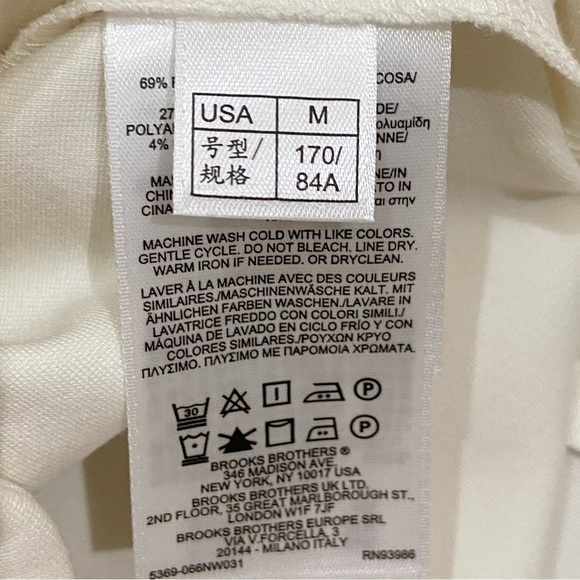 69%
COSA/
27
DE/
POLYA
ολυαμίδη
4%
NNE/
MA
NE/IN
CHI
TO IN
CINA
αι στην
USA M
号型/ 170/
规格 84A
MACHINE WASH COLD WITH LIKE COLORS.
GENTLE CYCLE. DO NOT BLEACH. LINE DRY.
WARM IRON IF NEEDED. OR DRYCLEAN.
LAVER À LA MACHINE AVEC DES COULEURS
SIMILAIRES./MASCHINENWÄSCHE KALT. MIT
ÄHNLICHEN FARBEN WASCHEN./LAVARE IN
LAVATRICE FREDDO CON COLORI SIMILI./
MÁQUINA DE LAVADO EN CICLO FRÍO Y CON
COLORES SIMILARES./ΡΟΥΧΩΝ ΚΡΥΟ
ΠΛΥΣΙΜΟ. ΠΛΥΣΙΜΟ ΜΕ ΠΑΡΟΜΟΙΑ ΧΡΩΜΑΤΑ.
30 P
P
BROOKS BROTHERS ®
346 MADISON AVE,
NEW YORK, NY 10017 USA
BROOKS BROTHERS UK LTD.
2ND FLOOR, 35 GREAT MARLBOROUGH ST.,
LONDON W1F 7JF
BROOKS BROTHERS EUROPE SRL
VIA V.FORCELLA, 3
20144 - MILANO ITALY
5369-066NW031 RN93986